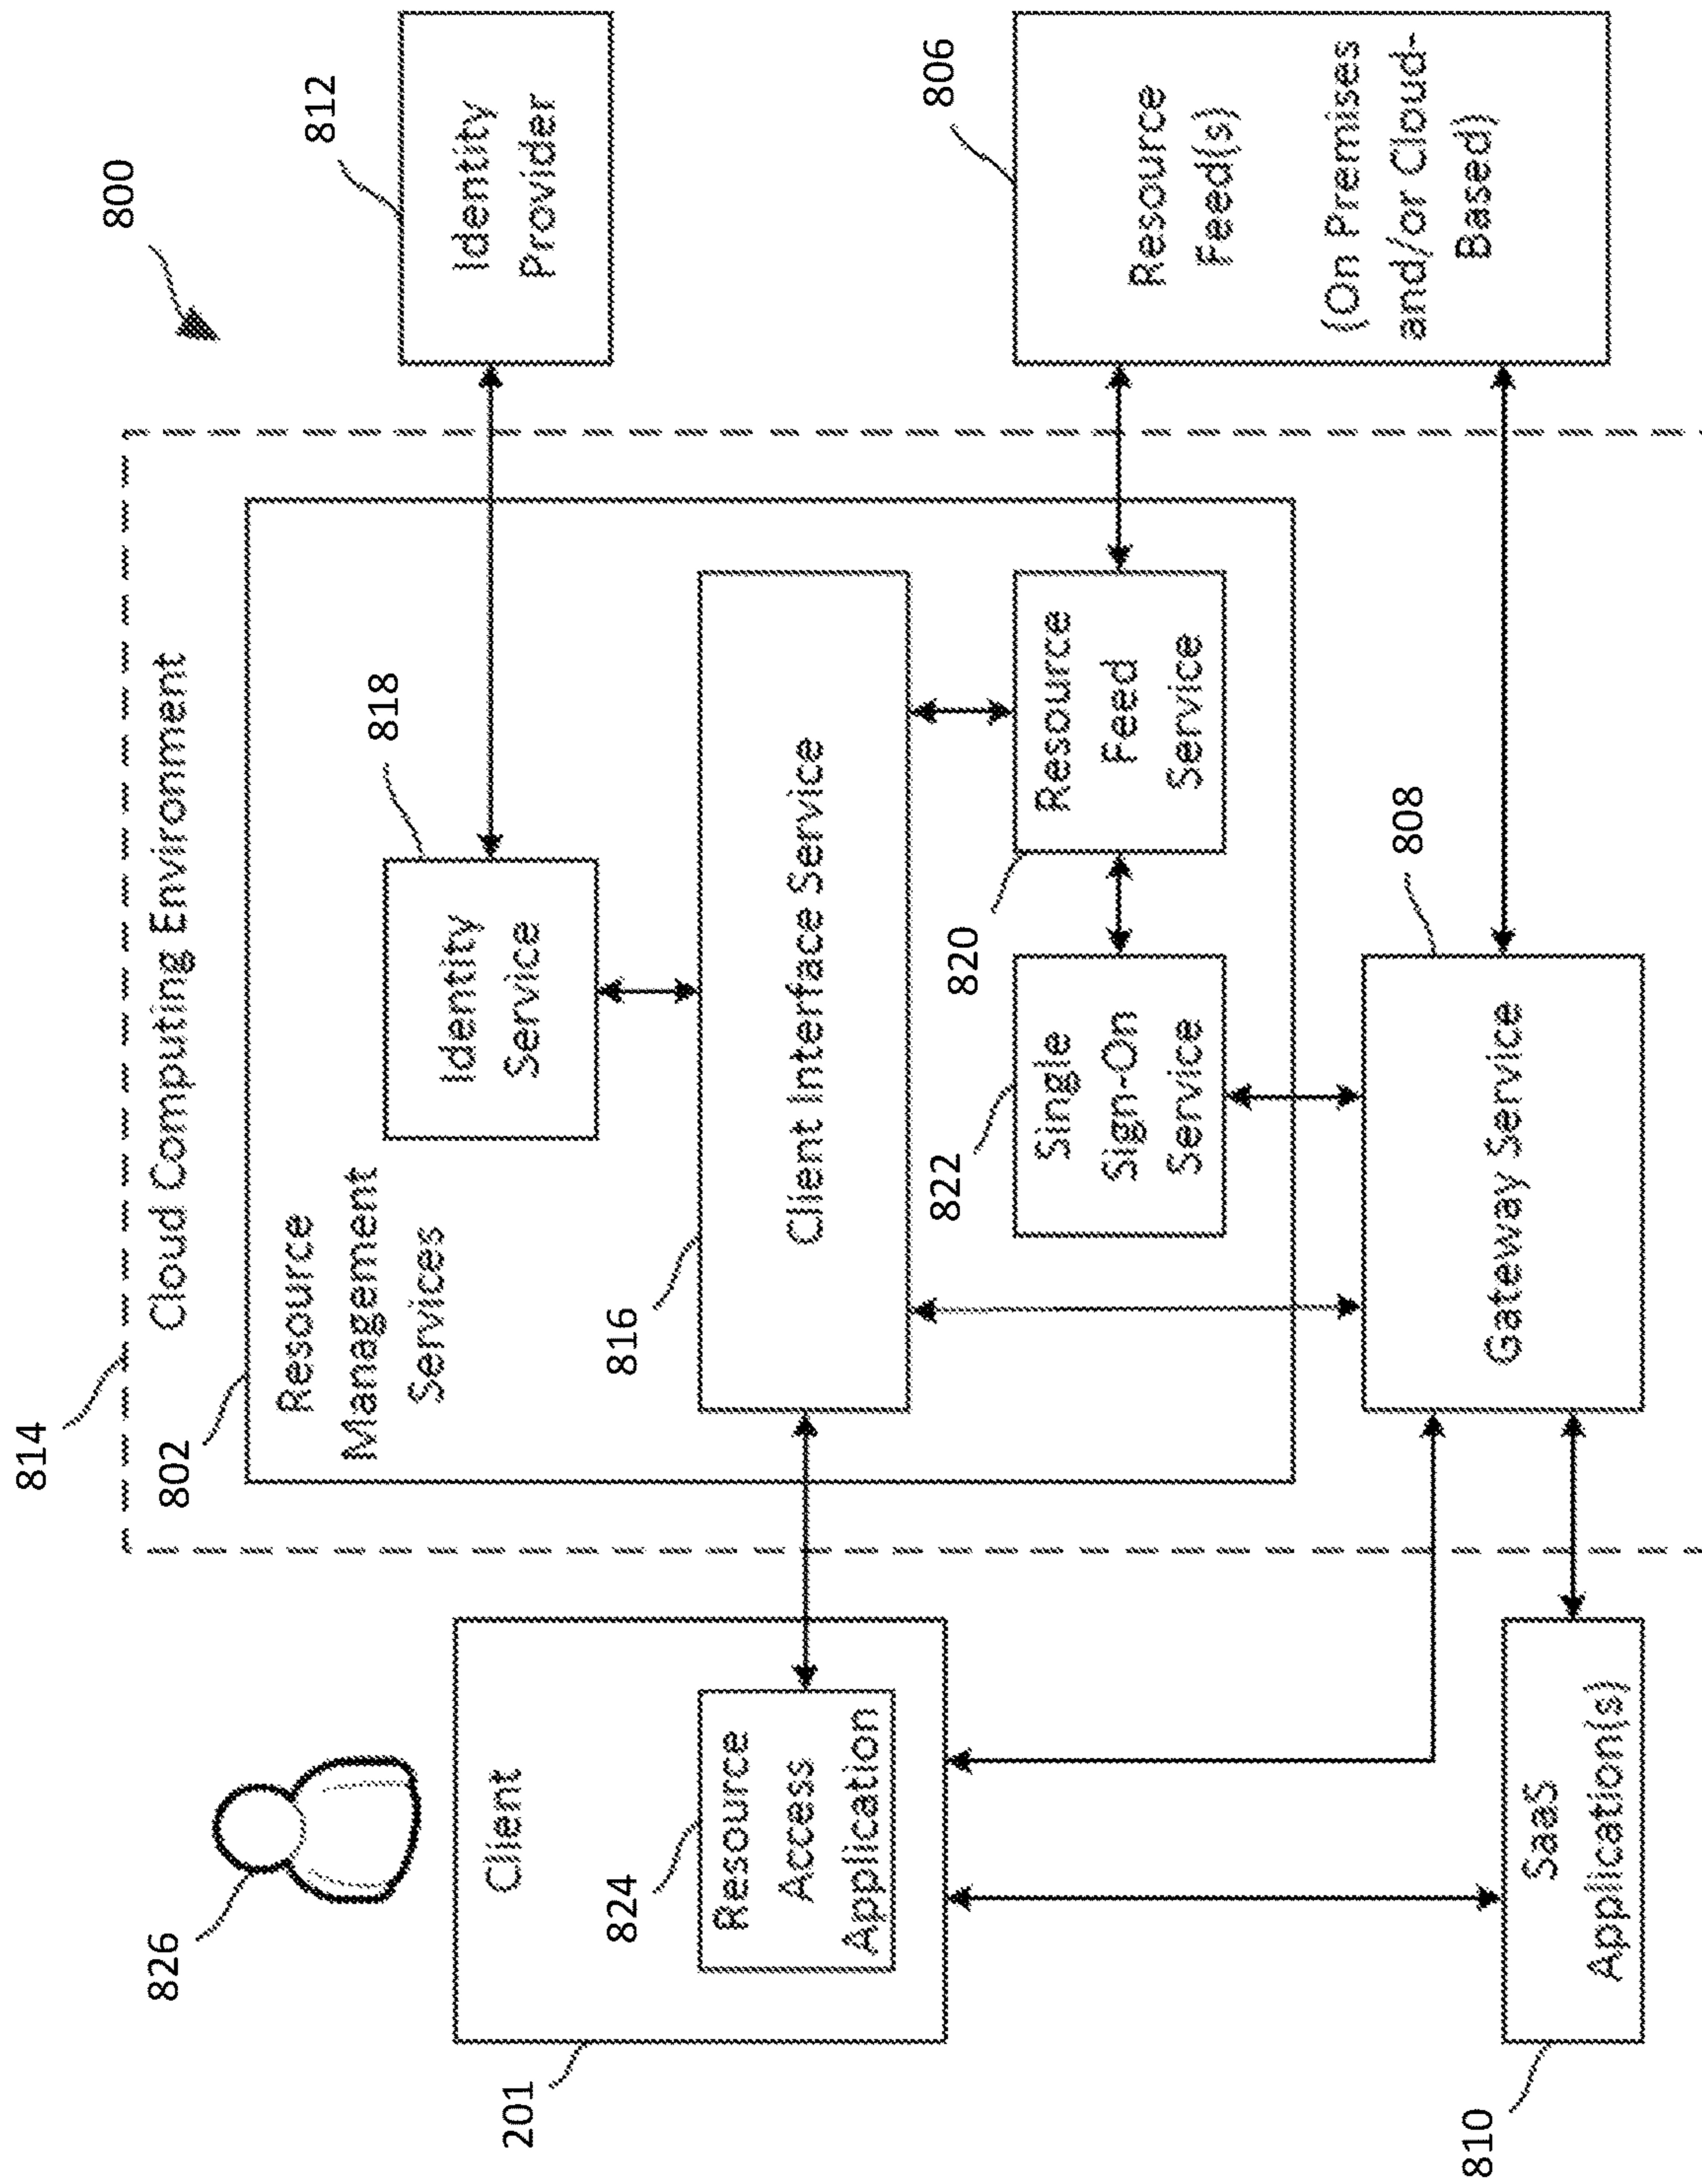 800
814
Cloud Computing Environment
802
Resource
Management
Services
818
Identity
Service
812
Identity
Provider
826
201
Client
824
Resource
Access
Application
816
Client Interface Service
822
Single
Sign-On
Service
820
Resource
Feed
Service
806
Resource
Feed(s)
(On Premises
and/or Cloud-
Based)
810
SaaS
Application(s)
808
Gateway Service